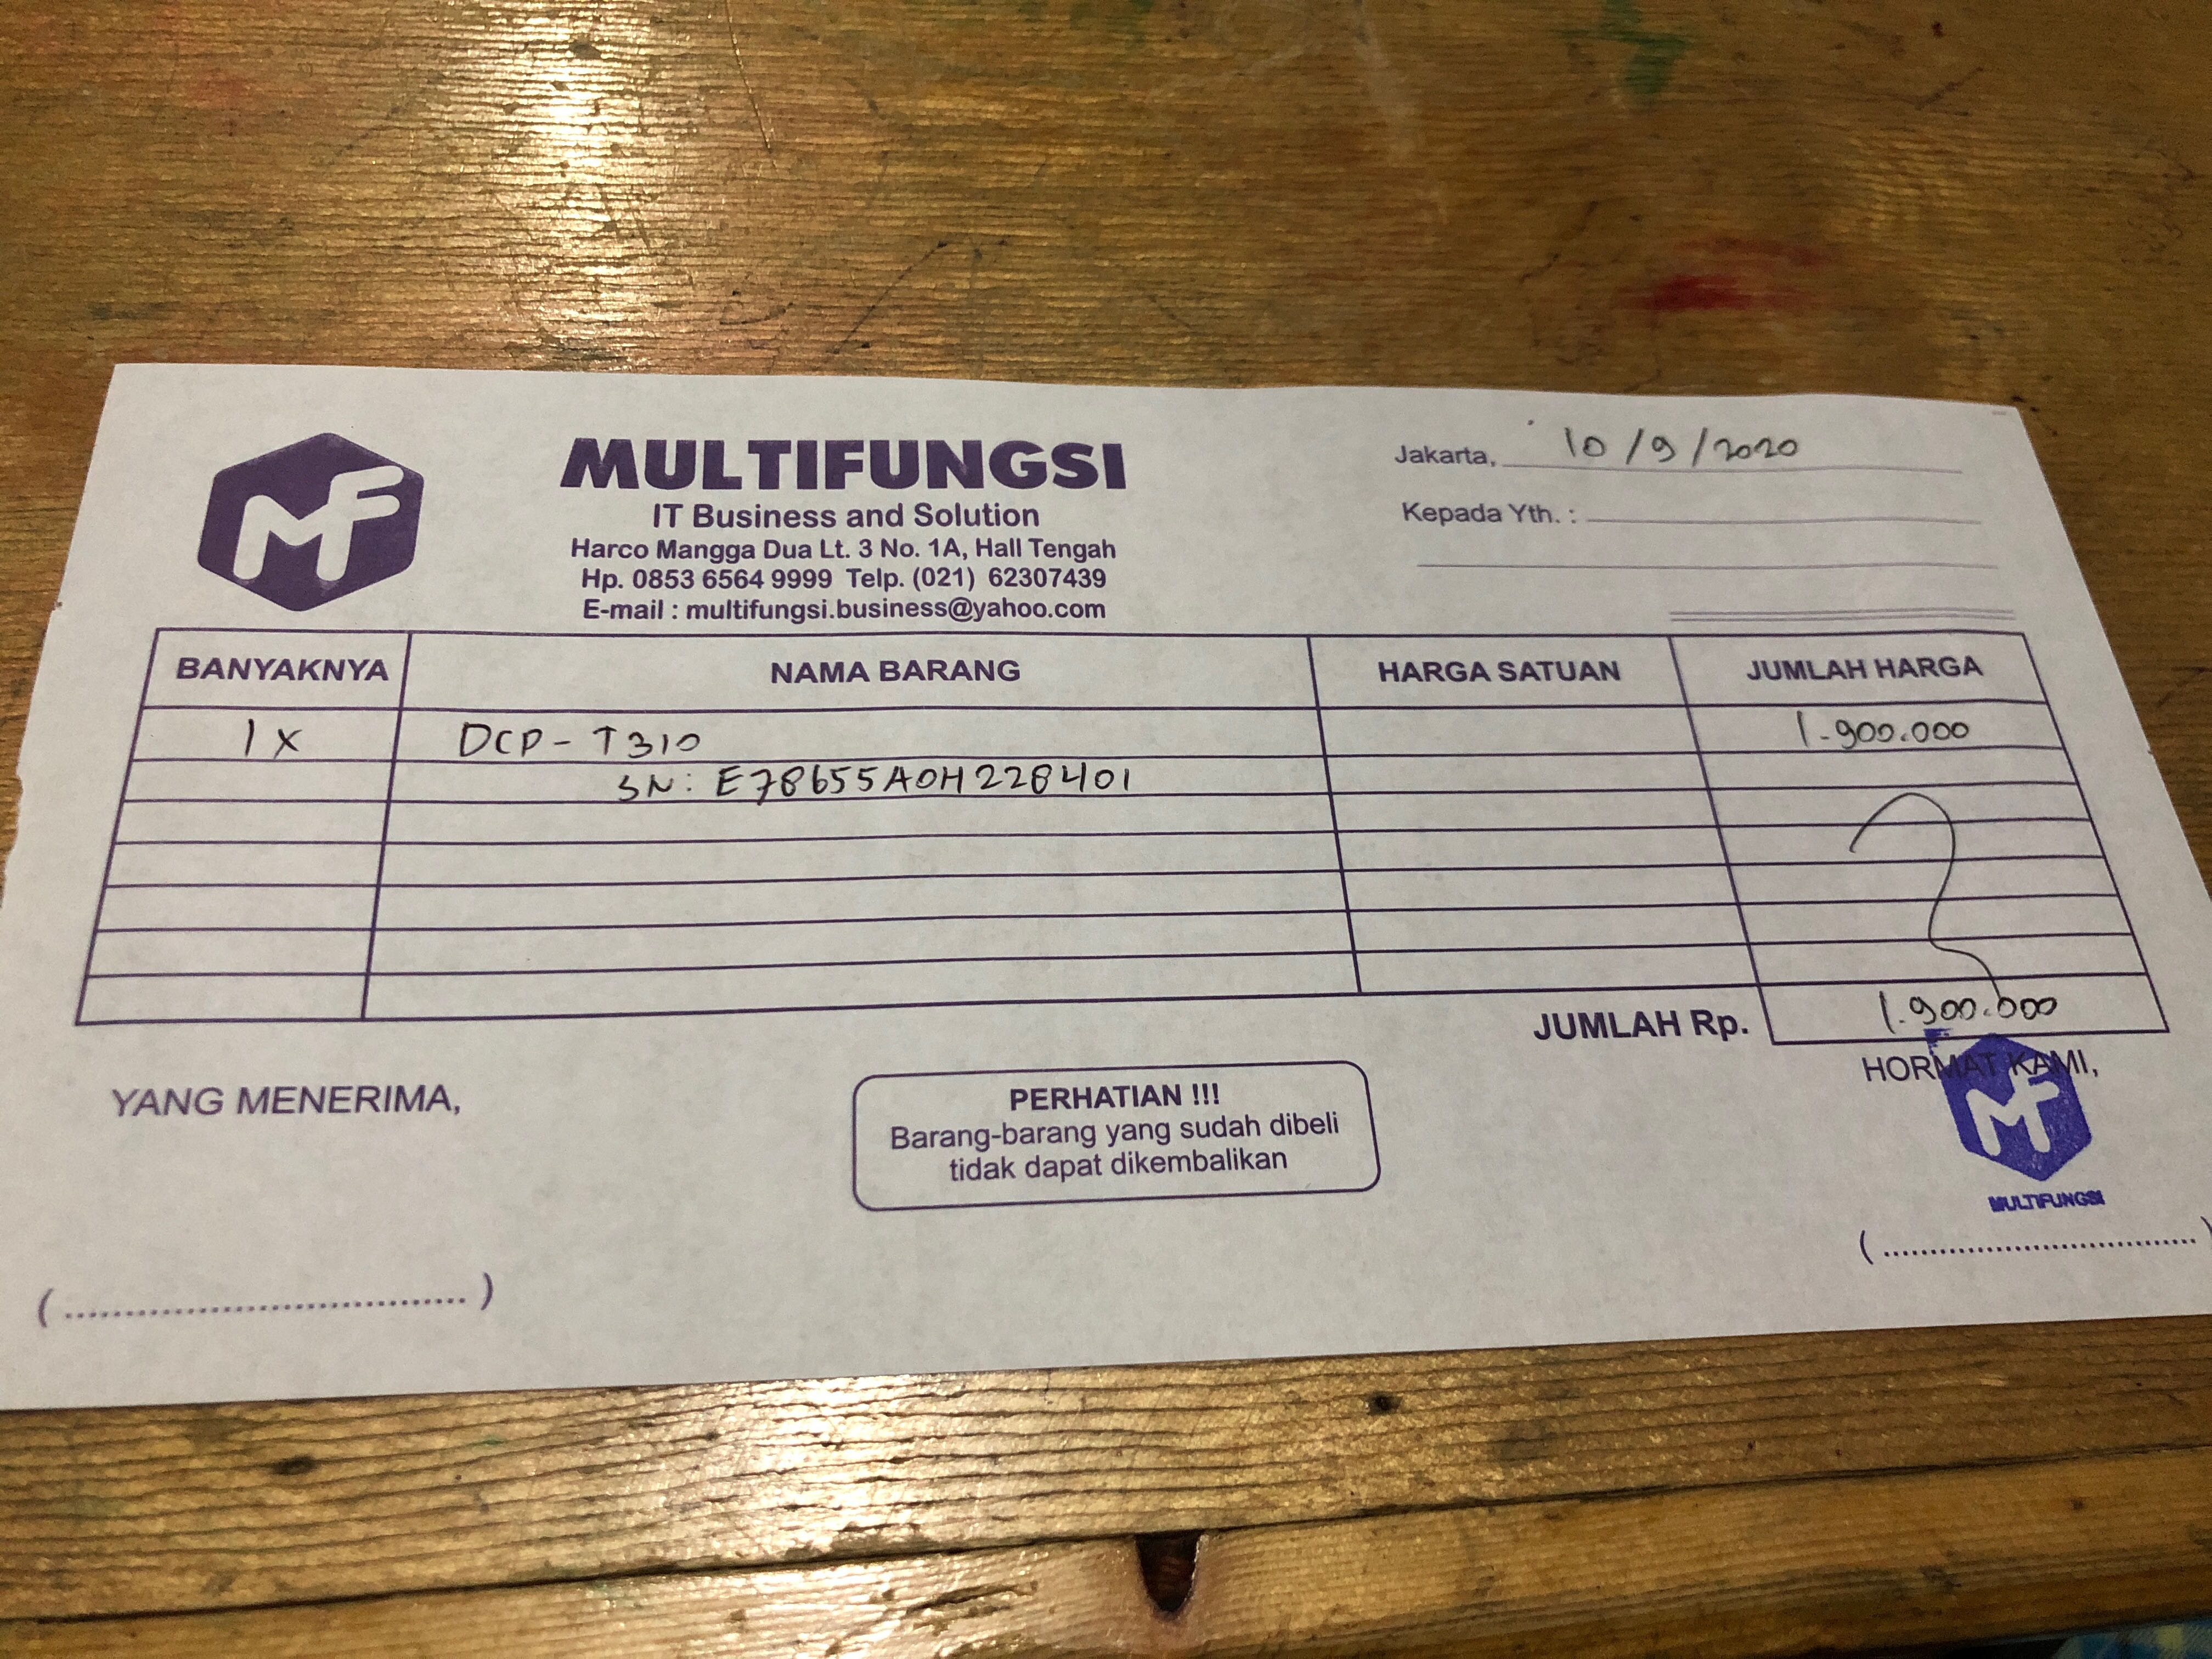 MF
MULTIFUNGSI
IT Business and Solution
Harco Mangga Dua Lt. 3 No. 1A, Hall Tengah
Hp. 0853 6564 9999 Telp. (021) 62307439
E-mail : multifungsi.business@yahoo.com
Jakarta, 10/9/2020
Kepada Yth. :
BANYAKNYA NAMA BARANG HARGA SATUAN JUMLAH HARGA
1x DCP-T310 1.900.000
SN: E78655A0H228401
JUMLAH Rp. 1.900.000
YANG MENERIMA,
PERHATIAN !!!
Barang-barang yang sudah dibeli
tidak dapat dikembalikan
HORMAT KAMI,
MF
MULTIFUNGSI
(....................................)
(....................................)